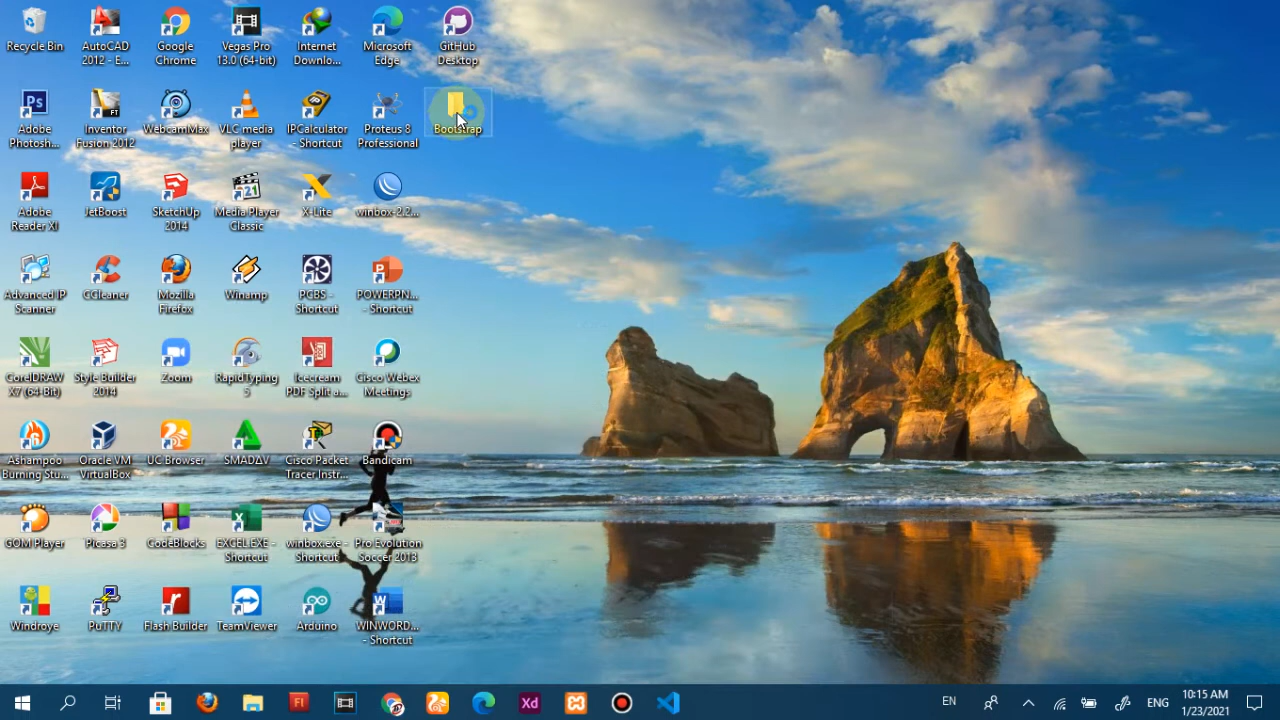 Recycle Bin
AutoCAD
2012 - E...
Google
Chrome
Vegas Pro
13.0 (64-bit)
Internet
Downlo...
Microsoft
Edge
GitHub
Desktop
Adobe
Photosh...
Inventor
Fusion 2012
WebcamMax
VLC media
player
IPCalculator
- Shortcut
Proteus 8
Professional
Bootstrap
Adobe
Reader XI
JetBoost
SketchUp
2014
Media Player
Classic
X-Lite
winbox-2.2...
Advanced IP
Scanner
CCleaner
Mozilla
Firefox
Winamp
PCBS -
Shortcut
POWERPN...
- Shortcut
CorelDRAW
X7 (64-Bit)
Style Builder
2014
Zoom
RapidTyping
5
Icecream
PDF Split a...
Cisco Webex
Meetings
Ashampoo
Burning Stu...
Oracle VM
VirtualBox
UC Browser
SMADΔV
Cisco Packet
Tracer Instr...
Bandicam
GOM Player
Picasa 3
CodeBlocks
EXCEL.EXE -
Shortcut
winbox.exe -
Shortcut
Pro Evolution
Soccer 2013
Windroye
PuTTY
Flash Builder
TeamViewer
Arduino
WINWORD...
- Shortcut
EN
ENG
10:15 AM
1/23/2021